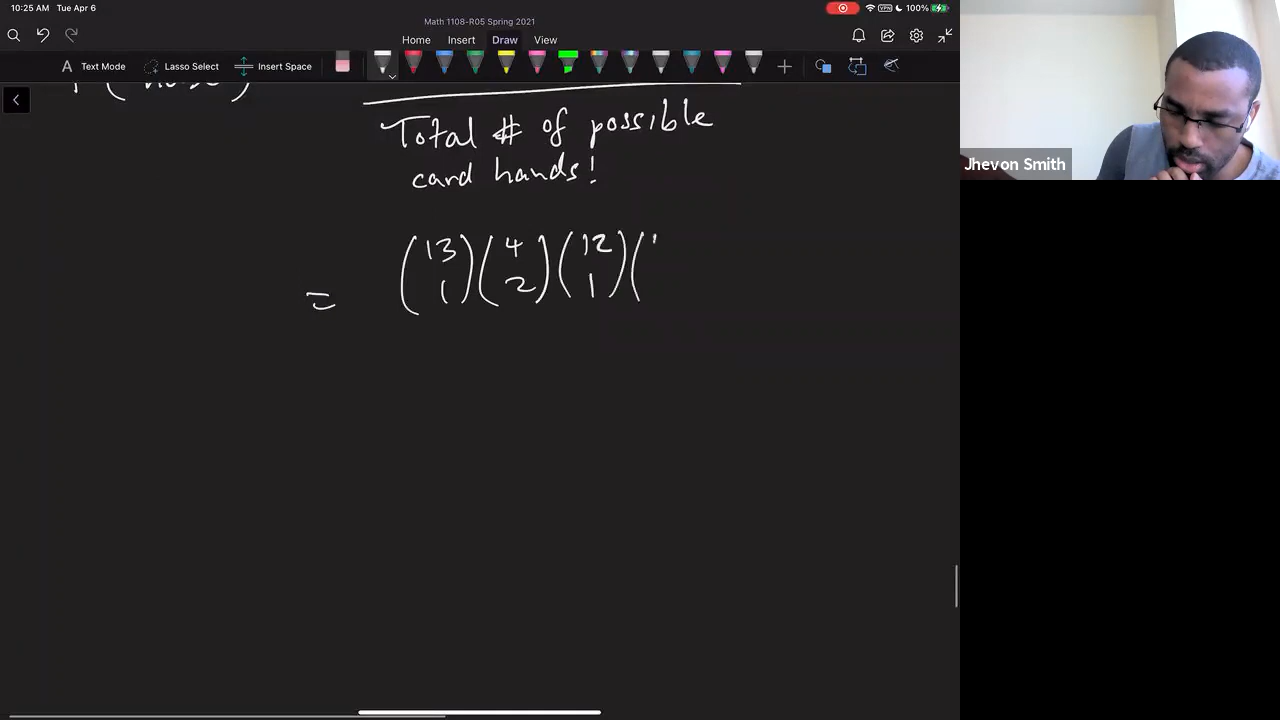 10:25 AM Tue Apr 6
100%
Math 1108-R05 Spring 2021
Home Insert Draw View
Text Mode Lasso Select Insert Space
Total # of possible
card hands!
= (13 1)(4 2)(12 1)(
Jhevon Smith